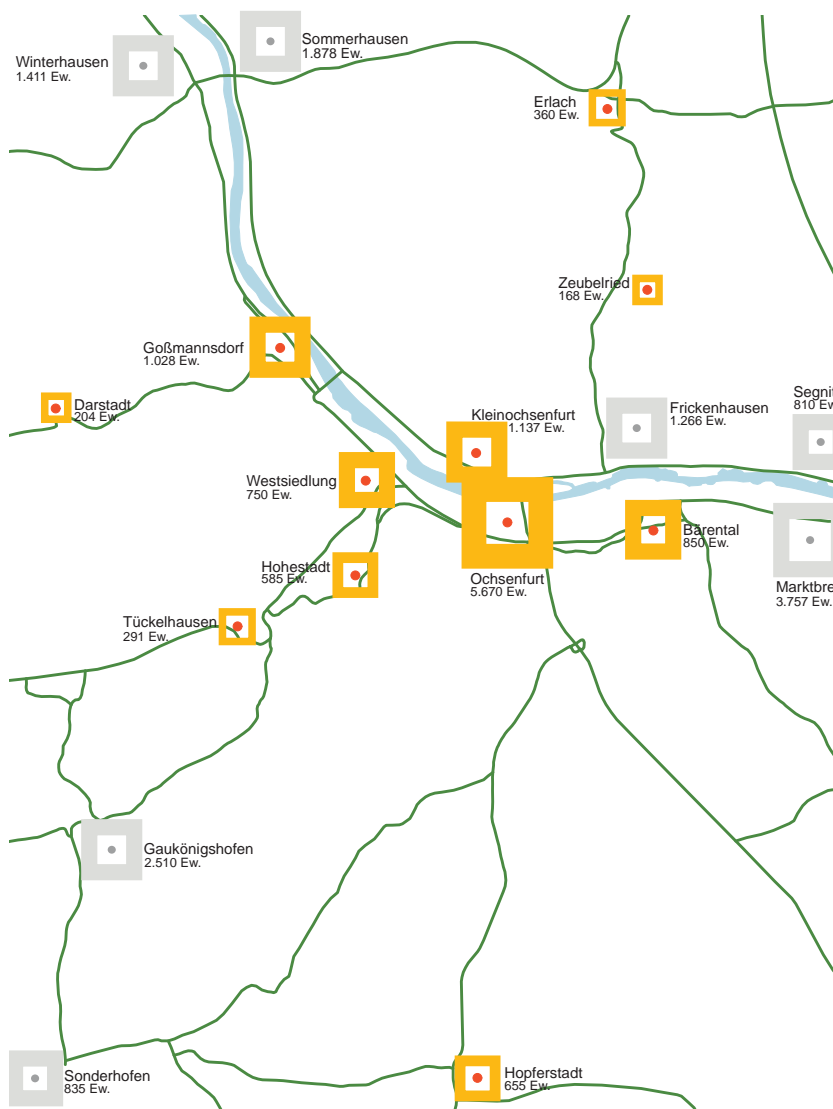 Sommerhausen
1.878 Ew.
Winterhausen
1.411 Ew.
Erlach
360 Ew.
Zeubelried
168 Ew.
Goßmannsdorf
1.028 Ew.
Darstadt
204 Ew.
Kleinochsenfurt
1.137 Ew.
Frickenhausen
1.266 Ew.
Segnit
810 Ew.
Westsiedlung
750 Ew.
Bärental
850 Ew.
Hohestadt
585 Ew.
Ochsenfurt
5.670 Ew.
Marktbre
3.757 Ew.
Tückelhausen
291 Ew.
Gaukönigshofen
2.510 Ew.
Sonderhofen
835 Ew.
Hopferstadt
655 Ew.